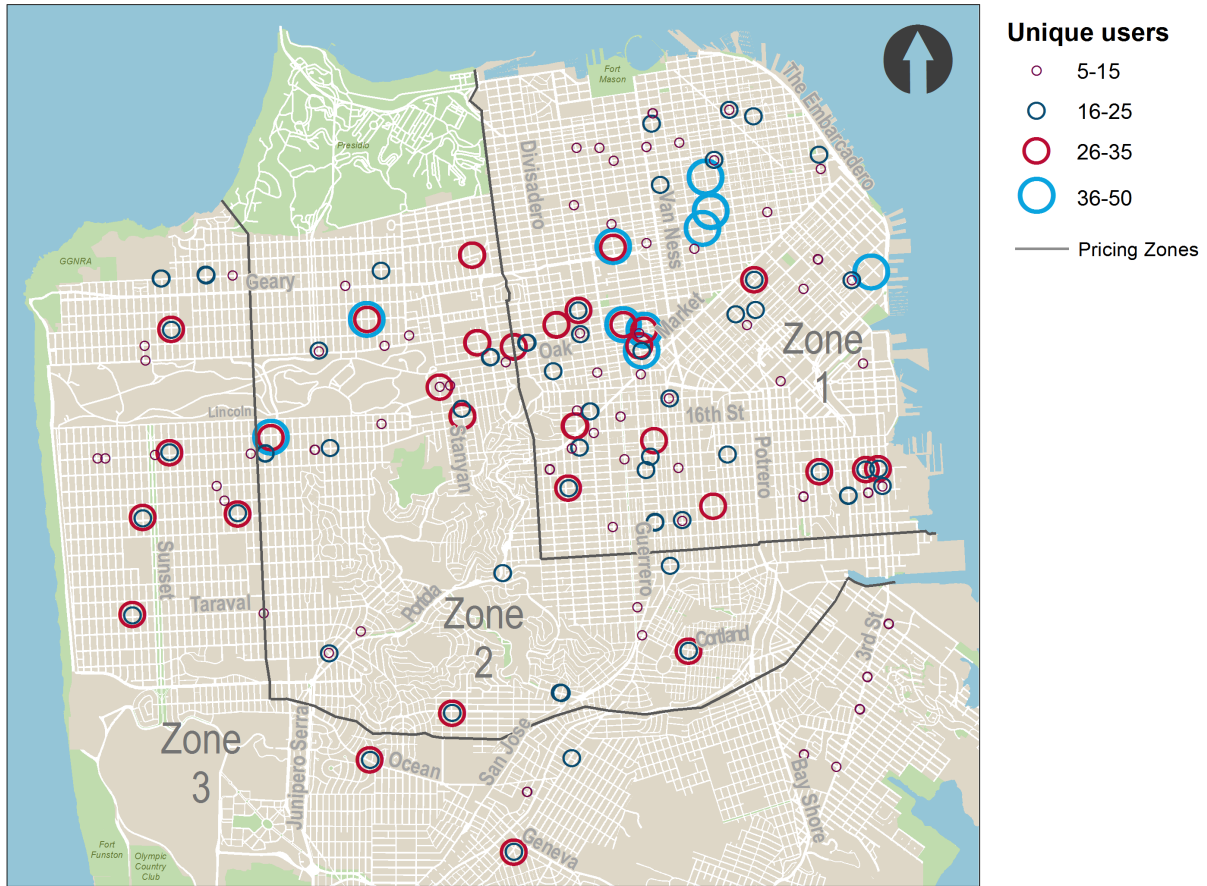 Unique users
5-15
16-25
26-35
36-50
Pricing Zones
Fort
Mason
The Embarcadero
Presidio
Divisadero
Van Ness
GGNRA
Geary
Market
Oak
Zone
1
Lincoln
16th St
Stanyan
Potrero
Sunset
Guerrero
Taraval
Portola
Zone
2
Cortland
3rd St
Zone
3
Junipero Serra
San Jose
Ocean
Bay Shore
Geneva
Fort
Funston
Olympic
Country
Club